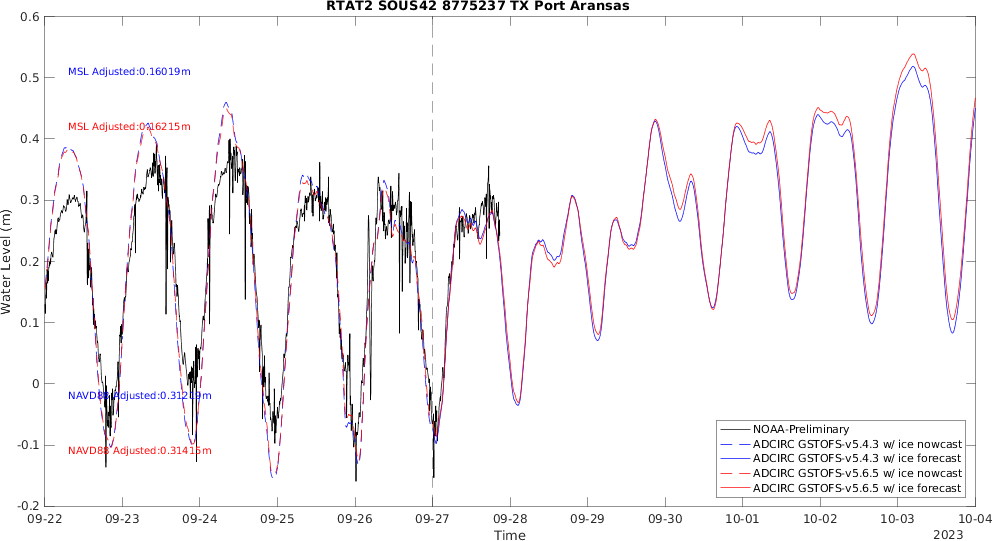 RTAT2 SOUS42 8775237 TX Port Aransas
0.6
0.5
0.4
0.3
0.2
0.1
0
-0.1
-0.2
Water Level (m)
MSL Adjusted:0.16019m
MSL Adjusted:0.16215m
NAVD88 Adjusted:0.31219m
NAVD88 Adjusted:0.31415m
NOAA-Preliminary
ADCIRC GSTOFS-v5.4.3 w/ ice nowcast
ADCIRC GSTOFS-v5.4.3 w/ ice forecast
ADCIRC GSTOFS-v5.6.5 w/ ice nowcast
ADCIRC GSTOFS-v5.6.5 w/ ice forecast
09-22 09-23 09-24 09-25 09-26 09-27 09-28 09-29 09-30 10-01 10-02 10-03 10-04
Time
2023